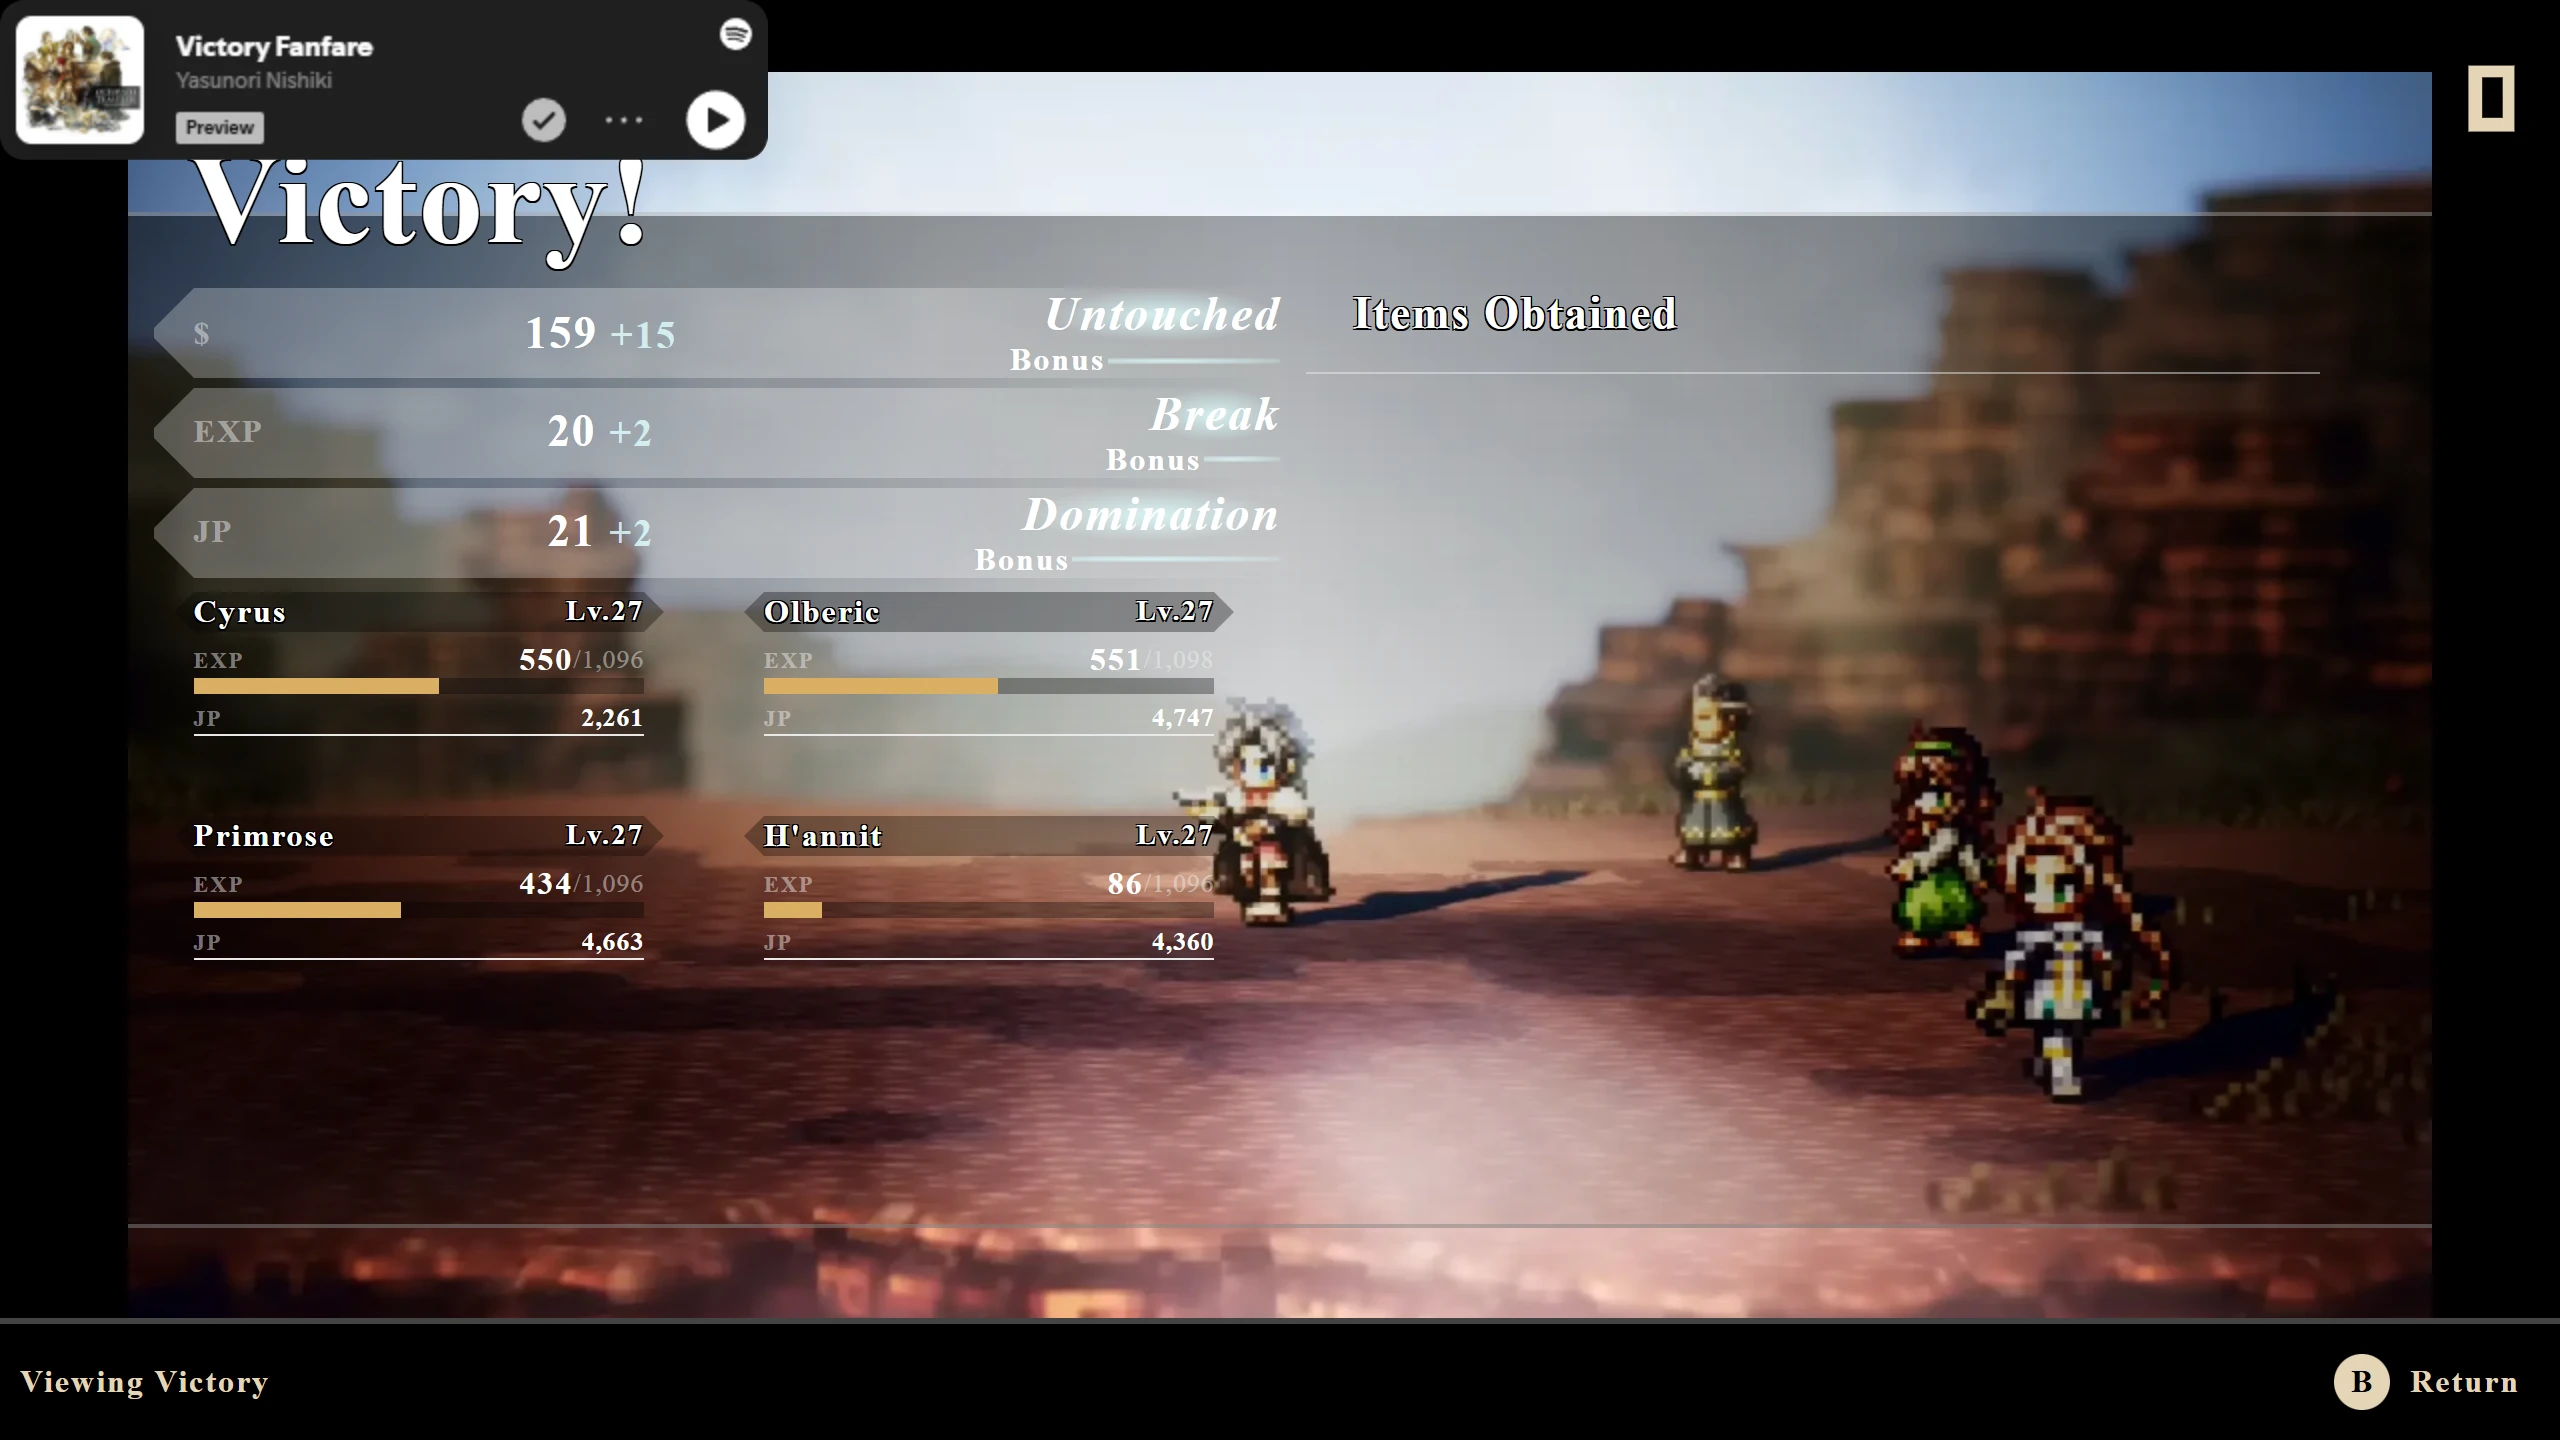 Victory Fanfare
Yasunori Nishiki
Preview
Victory!
$ 159 +15
Untouched
Bonus
EXP 20 +2
Break
Bonus
JP 21 +2
Domination
Bonus
Items Obtained
Cyrus Lv.27
EXP 550/1,096
JP 2,261
Olberic Lv.27
EXP 551/1,098
JP 4,747
Primrose Lv.27
EXP 434/1,096
JP 4,663
H'annit Lv.27
EXP 86/1,096
JP 4,360
Viewing Victory
B Return